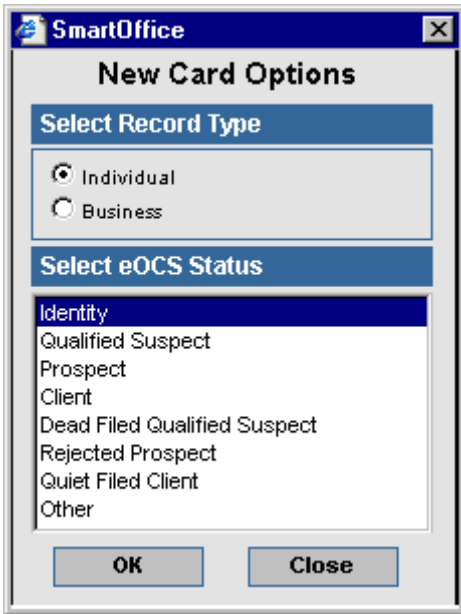 SmartOffice
New Card Options
Select Record Type
Individual
Business
Select eOCS Status
Identity
Qualified Suspect
Prospect
Client
Dead Filed Qualified Suspect
Rejected Prospect
Quiet Filed Client
Other
OK Close